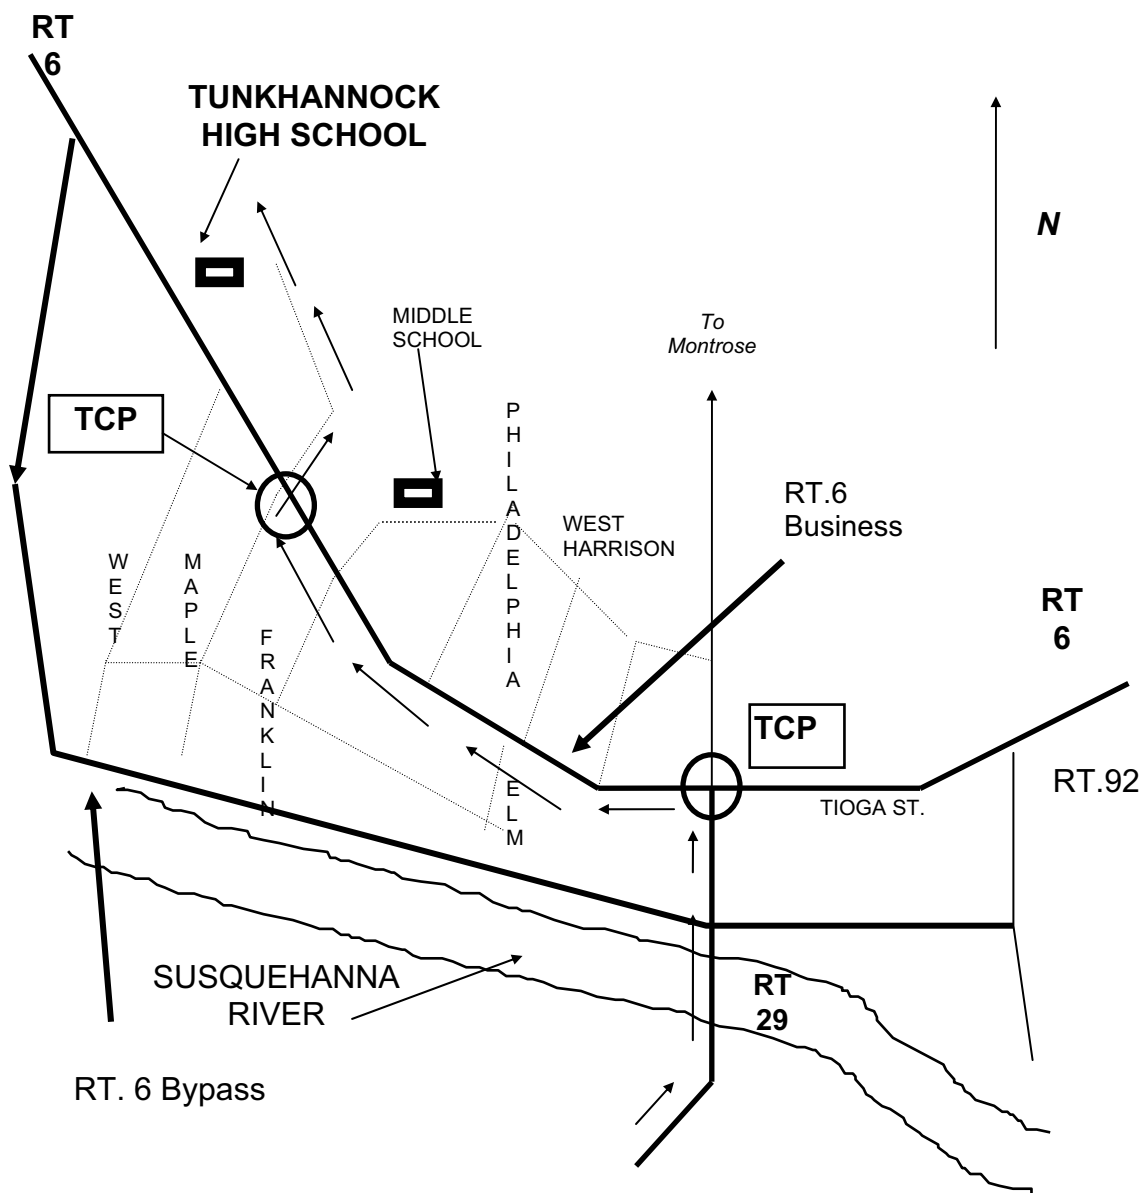 RT
6
TUNKHANNOCK
HIGH SCHOOL
N
MIDDLE
SCHOOL
To
Montrose
TCP
PHILADELPHIA
RT.6
Business
WEST
HARRISON
WEST
MAPLE
FRANKLIN
RT
6
TCP
RT.92
ELM
TIOGA ST.
SUSQUEHANNA
RIVER
RT
29
RT. 6 Bypass